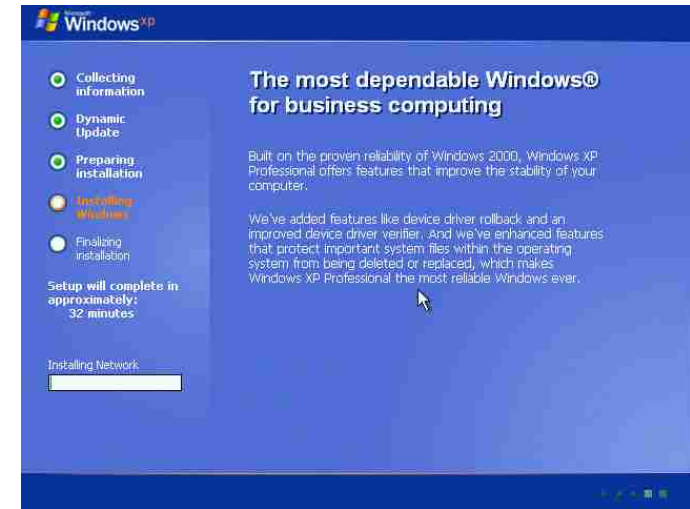 Microsoft
Windows xp
Collecting
information
Dynamic
Update
Preparing
installation
Installing
Windows
Finalizing
installation
Setup will complete in
approximately:
32 minutes
Installing Network
The most dependable Windows®
for business computing
Built on the proven reliability of Windows 2000, Windows XP
Professional offers features that improve the stability of your
computer.
We've added features like device driver rollback and an
improved device driver verifier. And we've enhanced features
that protect important system files within the operating
system from being deleted or replaced, which makes
Windows XP Professional the most reliable Windows ever.